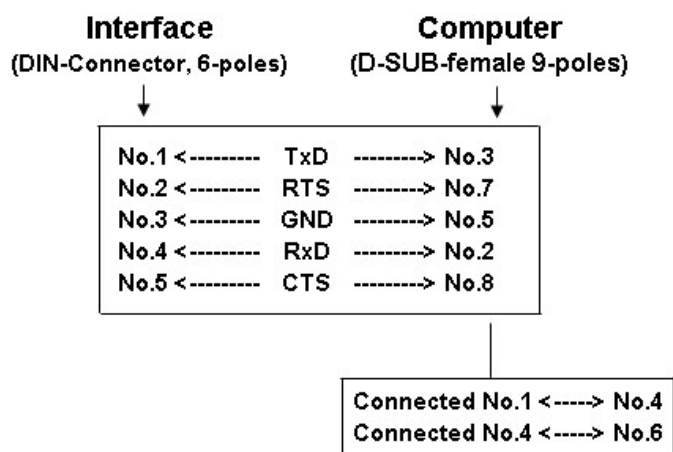 Interface Computer
(DIN-Connector, 6-poles) (D-SUB-female 9-poles)
No.1 <--------- TxD ---------> No.3
No.2 <--------- RTS ---------> No.7
No.3 <--------- GND ---------> No.5
No.4 <--------- RxD ---------> No.2
No.5 <--------- CTS ---------> No.8
Connected No.1 <-----> No.4
Connected No.4 <-----> No.6